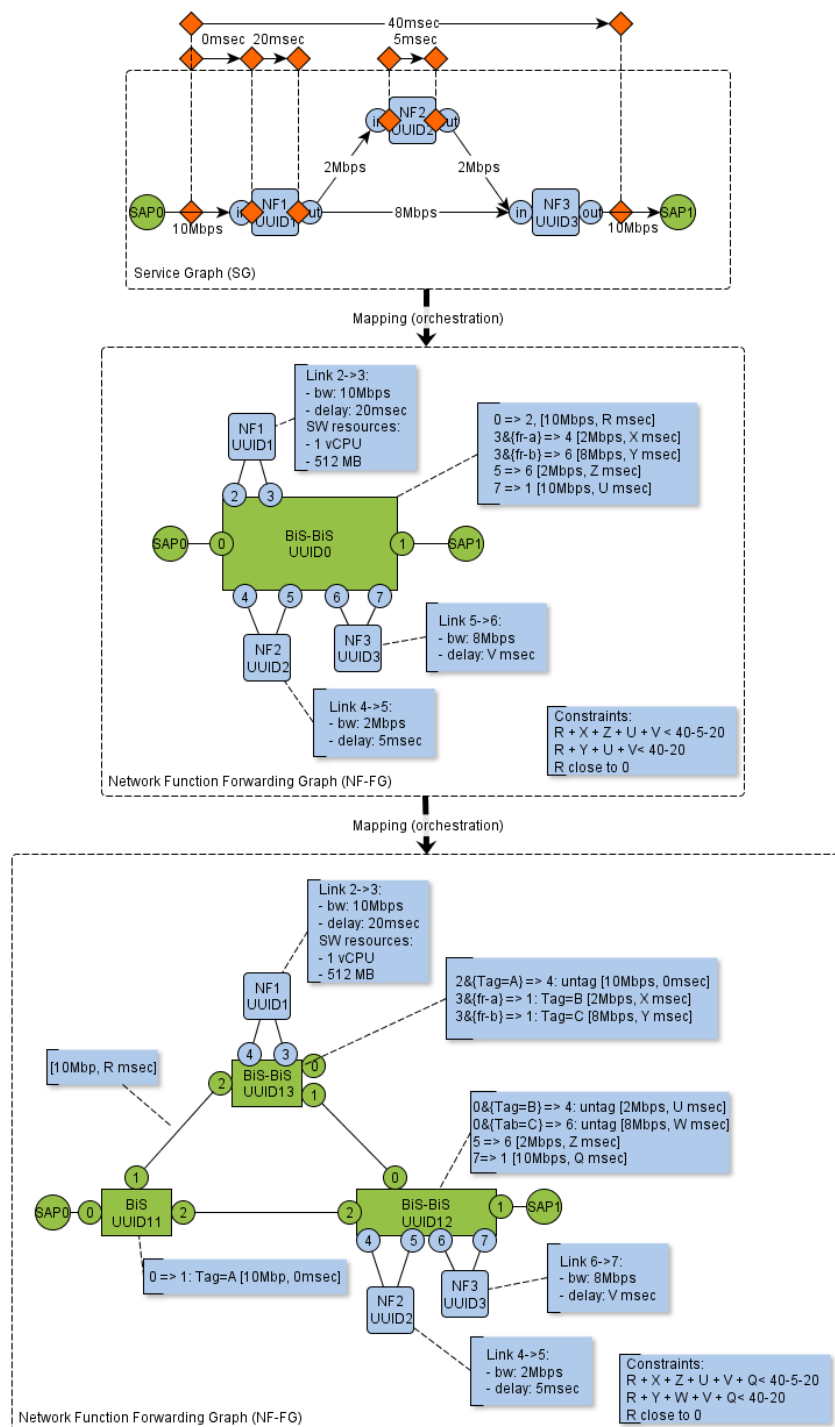 40msec
0msec 20msec 5msec
in NF2 UUID2 out
2Mbps 2Mbps
SAP0 in NF1 UUID1 out 8Mbps in NF3 UUID3 out SAP1
10Mbps 10Mbps
Service Graph (SG)
Mapping (orchestration)
Link 2->3:
- bw: 10Mbps
- delay: 20msec
SW resources:
- 1 vCPU
- 512 MB
NF1
UUID1
0 => 2, [10Mbps, R msec]
3&{fr-a} => 4 [2Mbps, X msec]
3&{fr-b} => 6 [8Mbps, Y msec]
5 => 6 [2Mbps, Z msec]
7 => 1 [10Mbps, U msec]
2 3
SAP0 0 BiS-BiS 1 SAP1
UUID0
4 5 6 7
NF2
UUID2
NF3
UUID3
Link 5->6:
- bw: 8Mbps
- delay: V msec
Link 4->5:
- bw: 2Mbps
- delay: 5msec
Constraints:
R + X + Z + U + V < 40-5-20
R + Y + U + V< 40-20
R close to 0
Network Function Forwarding Graph (NF-FG)
Mapping (orchestration)
Link 2->3:
- bw: 10Mbps
- delay: 20msec
SW resources:
- 1 vCPU
- 512 MB
NF1
UUID1
2&{Tag=A} => 4: untag [10Mbps, 0msec]
3&{fr-a} => 1: Tag=B [2Mbps, X msec]
3&{fr-b} => 1: Tag=C [8Mbps, Y msec]
4 3 0
[10Mbp, R msec]
2 BiS-BiS
UUID13 1
0&{Tag=B} => 4: untag [2Mbps, U msec]
0&{Tab=C} => 6: untag [8Mbps, W msec]
5 => 6 [2Mbps, Z msec]
7=> 1 [10Mbps, Q msec]
1 0
SAP0 0 BiS UUID11 2 2 BiS-BiS UUID12 1 SAP1
4 5 6 7
0 => 1: Tag=A [10Mbp, 0msec]
NF2
UUID2
NF3
UUID3
Link 6->7:
- bw: 8Mbps
- delay: V msec
Link 4->5:
- bw: 2Mbps
- delay: 5msec
Constraints:
R + X + Z + U + V + Q< 40-5-20
R + Y + W + V + Q< 40-20
R close to 0
Network Function Forwarding Graph (NF-FG)